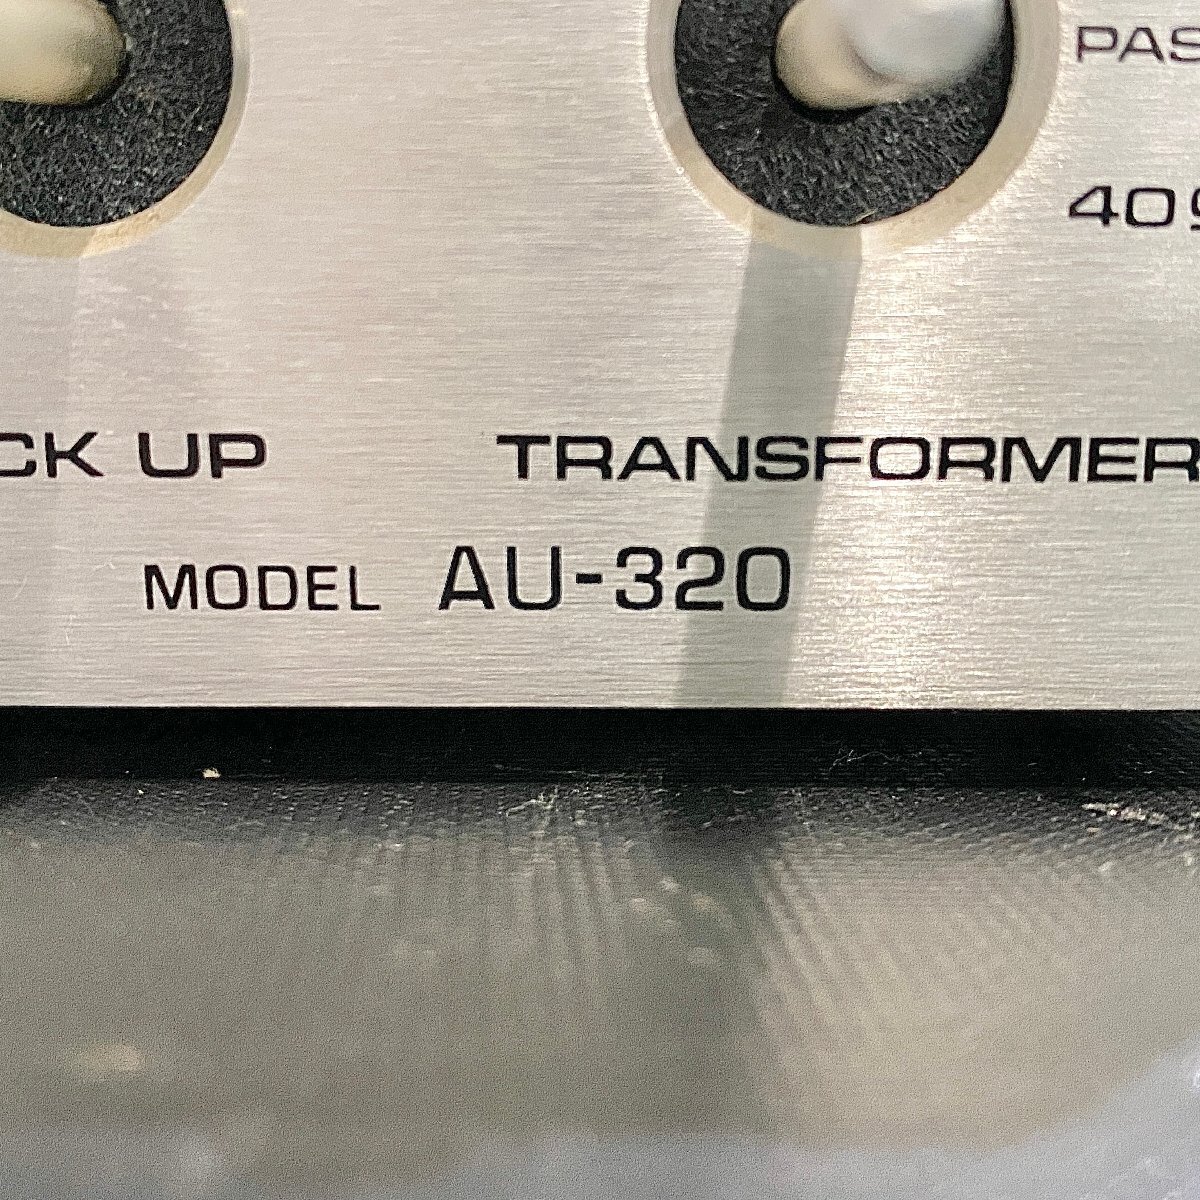 PAS
40
CK UP
TRANSFORMER
MODEL AU-320